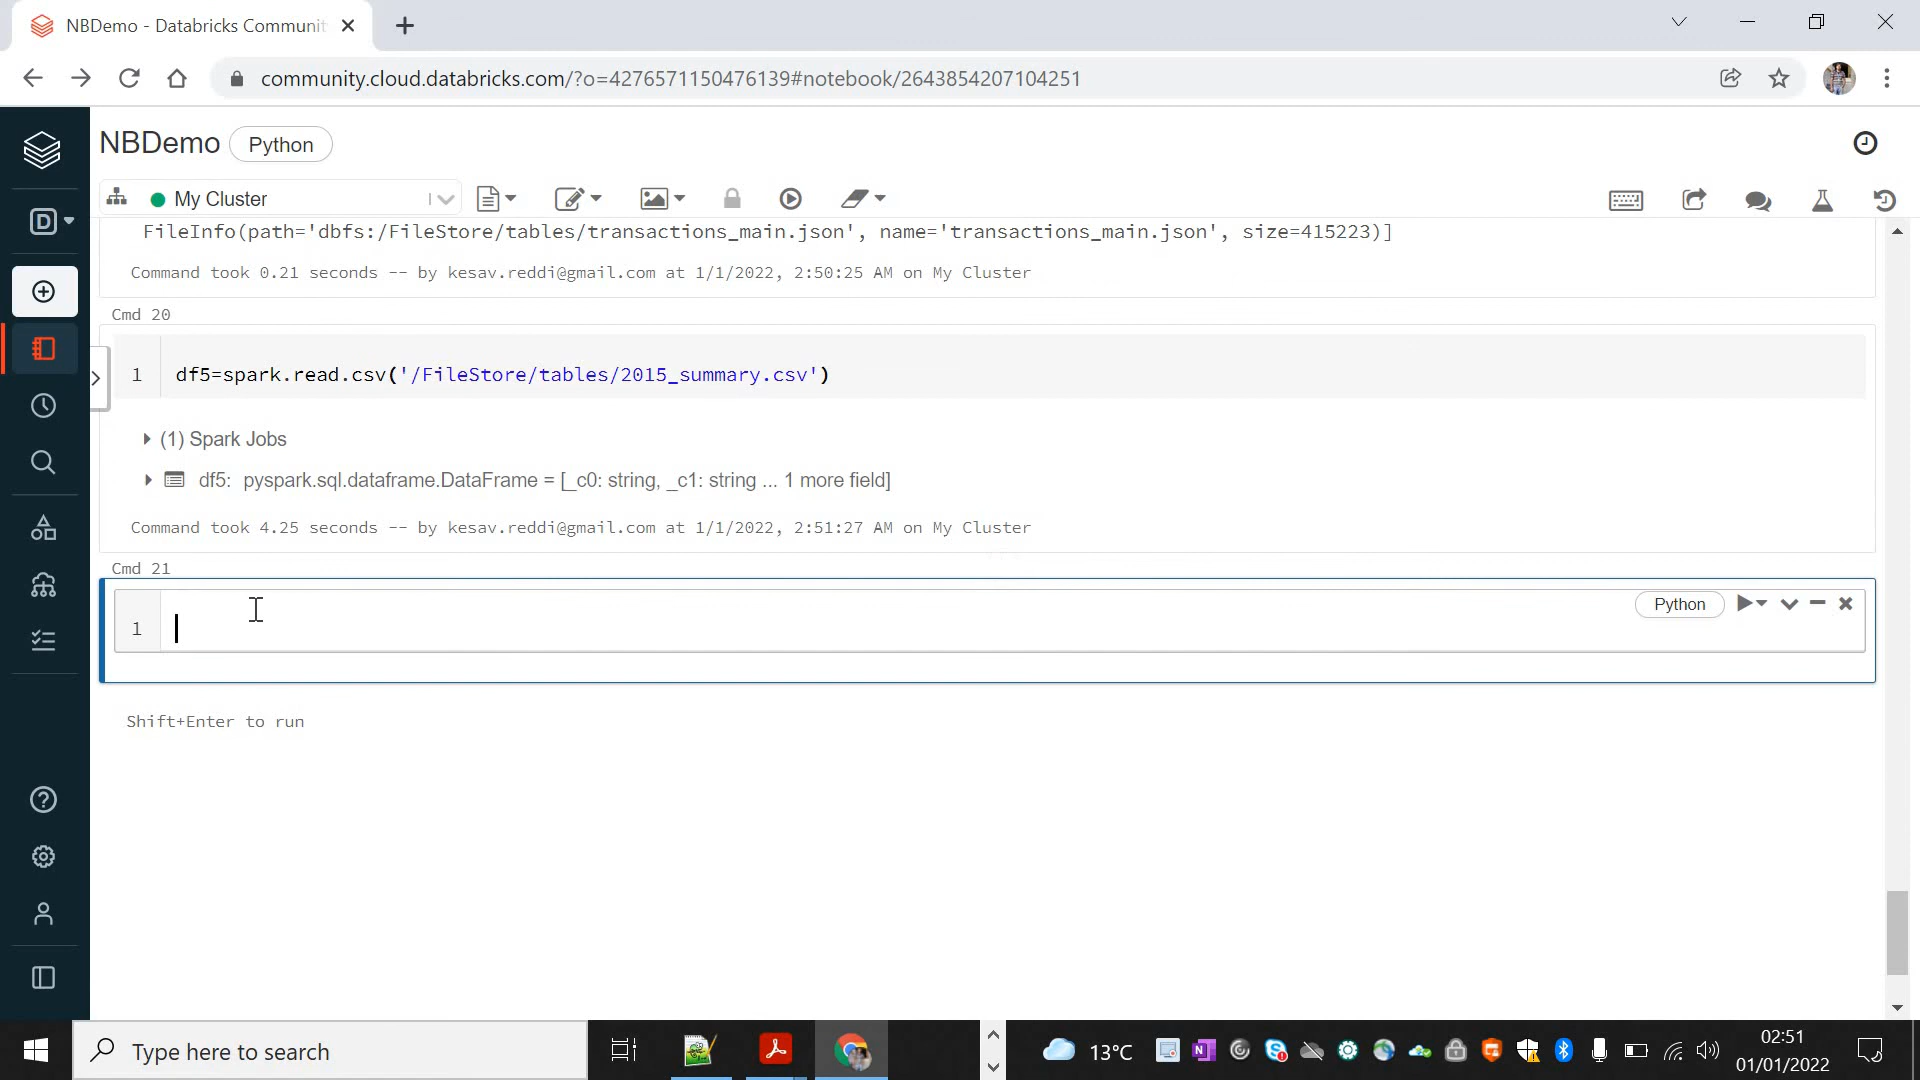 NBDemo - Databricks Communit
community.cloud.databricks.com/?o=4276571150476139#notebook/2643854207104251
NBDemo Python
My Cluster
FileInfo(path='dbfs:/FileStore/tables/transactions_main.json', name='transactions_main.json', size=415223)]
Command took 0.21 seconds -- by kesav.reddi@gmail.com at 1/1/2022, 2:50:25 AM on My Cluster
Cmd 20
1 df5=spark.read.csv('/FileStore/tables/2015_summary.csv')
(1) Spark Jobs
df5: pyspark.sql.dataframe.DataFrame = [_c0: string, _c1: string ... 1 more field]
Command took 4.25 seconds -- by kesav.reddi@gmail.com at 1/1/2022, 2:51:27 AM on My Cluster
Cmd 21
Python
1
Shift+Enter to run
Type here to search
13°C
02:51
01/01/2022